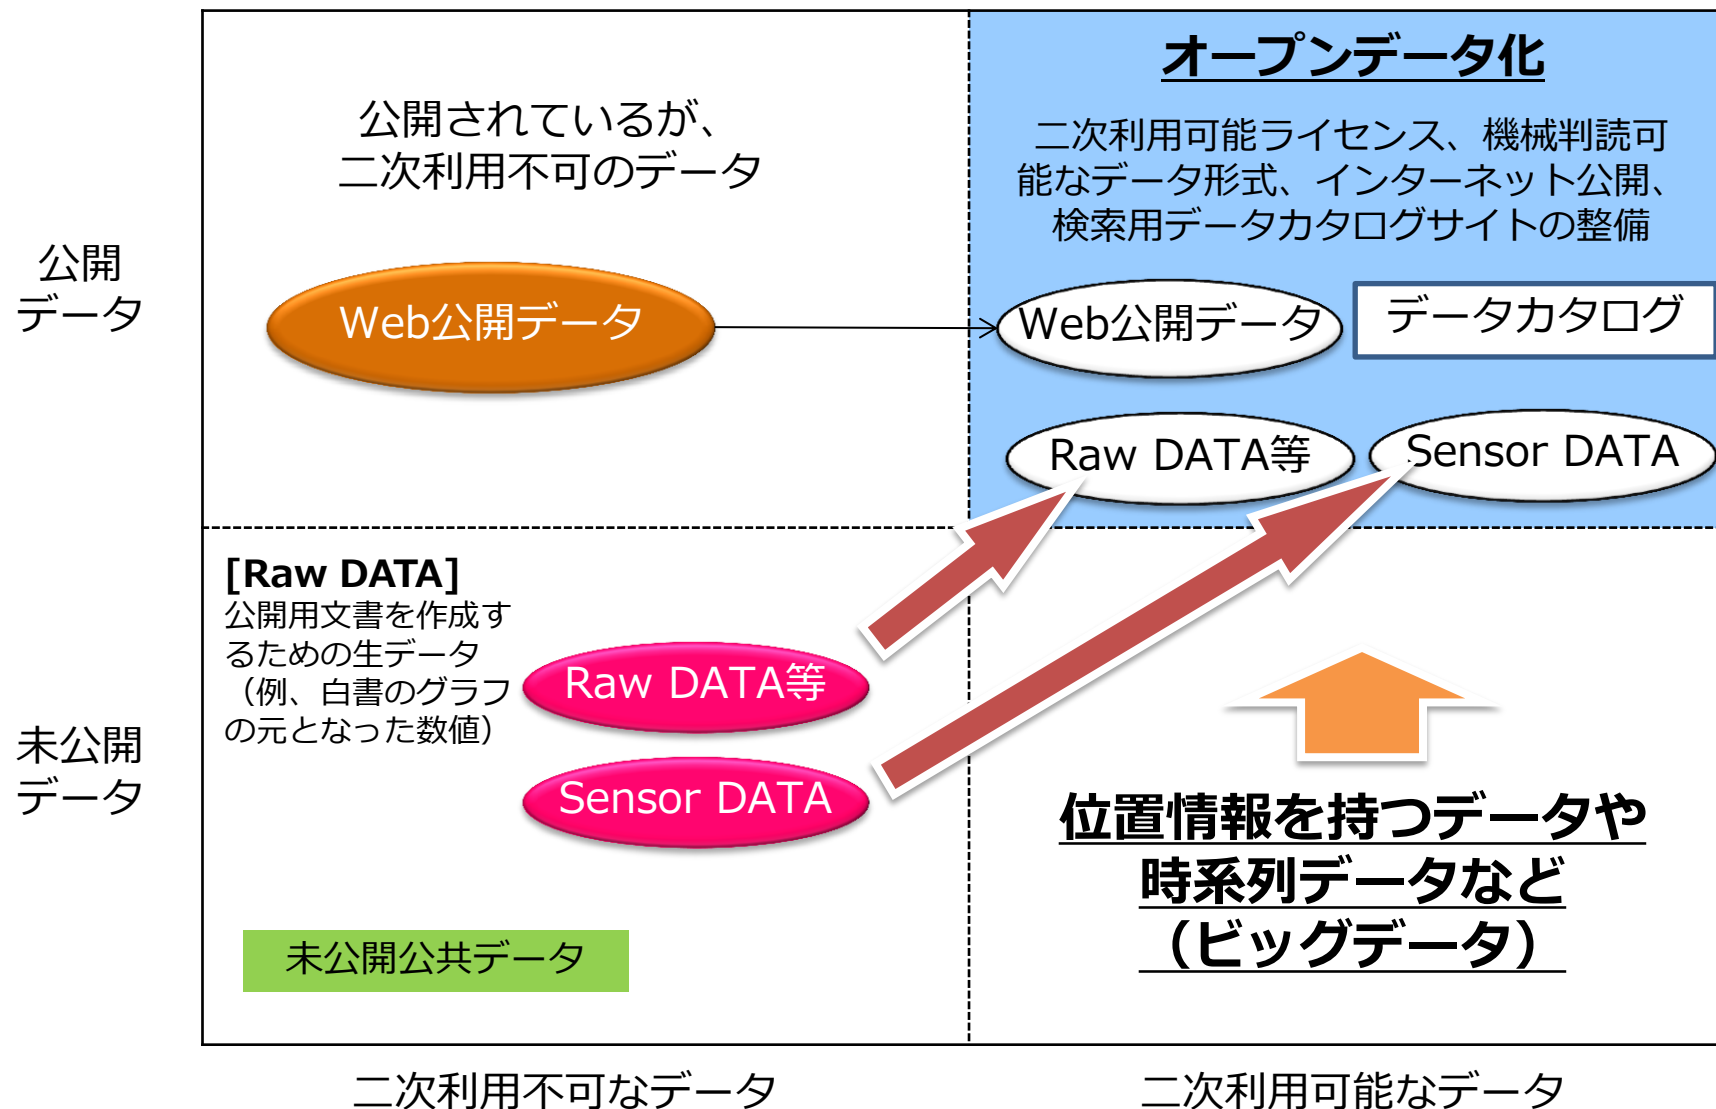 公開されているが、
二次利用不可のデータ
オープンデータ化
二次利用可能ライセンス、機械判読可
能なデータ形式、インターネット公開、
検索用データカタログサイトの整備
公開
データ
Web公開データ
Web公開データ
データカタログ
Raw DATA等
Sensor DATA
未公開
データ
[Raw DATA]
公開用文書を作成す
るための生データ
（例、白書のグラフ
の元となった数値）
Raw DATA等
Sensor DATA
未公開公共データ
位置情報を持つデータや
時系列データなど
（ビッグデータ）
二次利用不可なデータ
二次利用可能なデータ